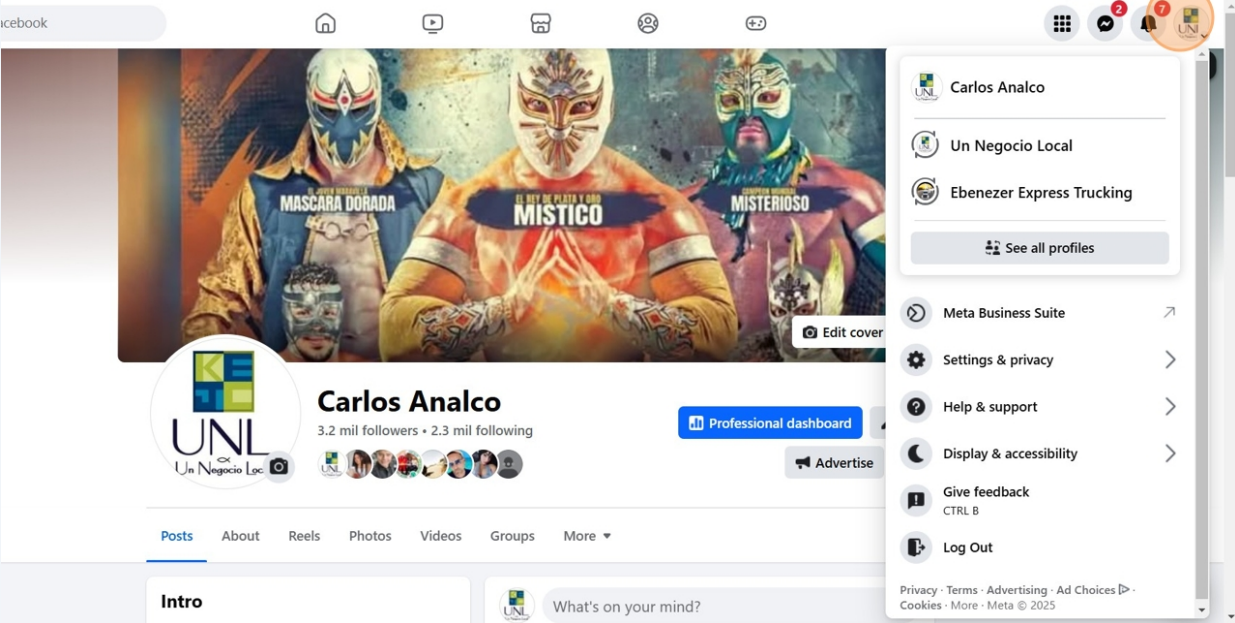 acebook
2
7
Carlos Analco
Un Negocio Local
Ebenezer Express Trucking
See all profiles
EL JOVEN MARAVILLA
MASCARA DORADA
EL REY DE PLATA Y ORO
MISTICO
CAMPEON MUNDIAL
MISTERIOSO
Edit cover
Meta Business Suite
Settings & privacy
Help & support
Display & accessibility
Give feedback
CTRL B
Log Out
Privacy · Terms · Advertising · Ad Choices ·
Cookies · More · Meta © 2025
KE
JC
UNL
Un Negocio Loc
Carlos Analco
3.2 mil followers • 2.3 mil following
Professional dashboard
Advertise
Posts About Reels Photos Videos Groups More
Intro
UNL
What's on your mind?